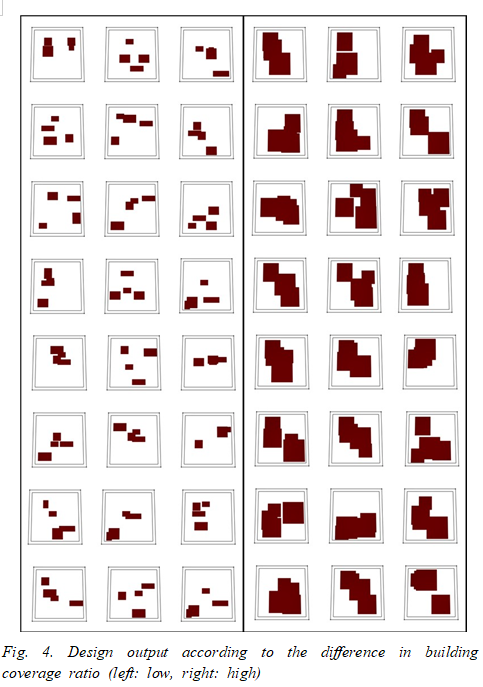 Fig. 4. Design output according to the difference in building
coverage ratio (left: low, right: high)